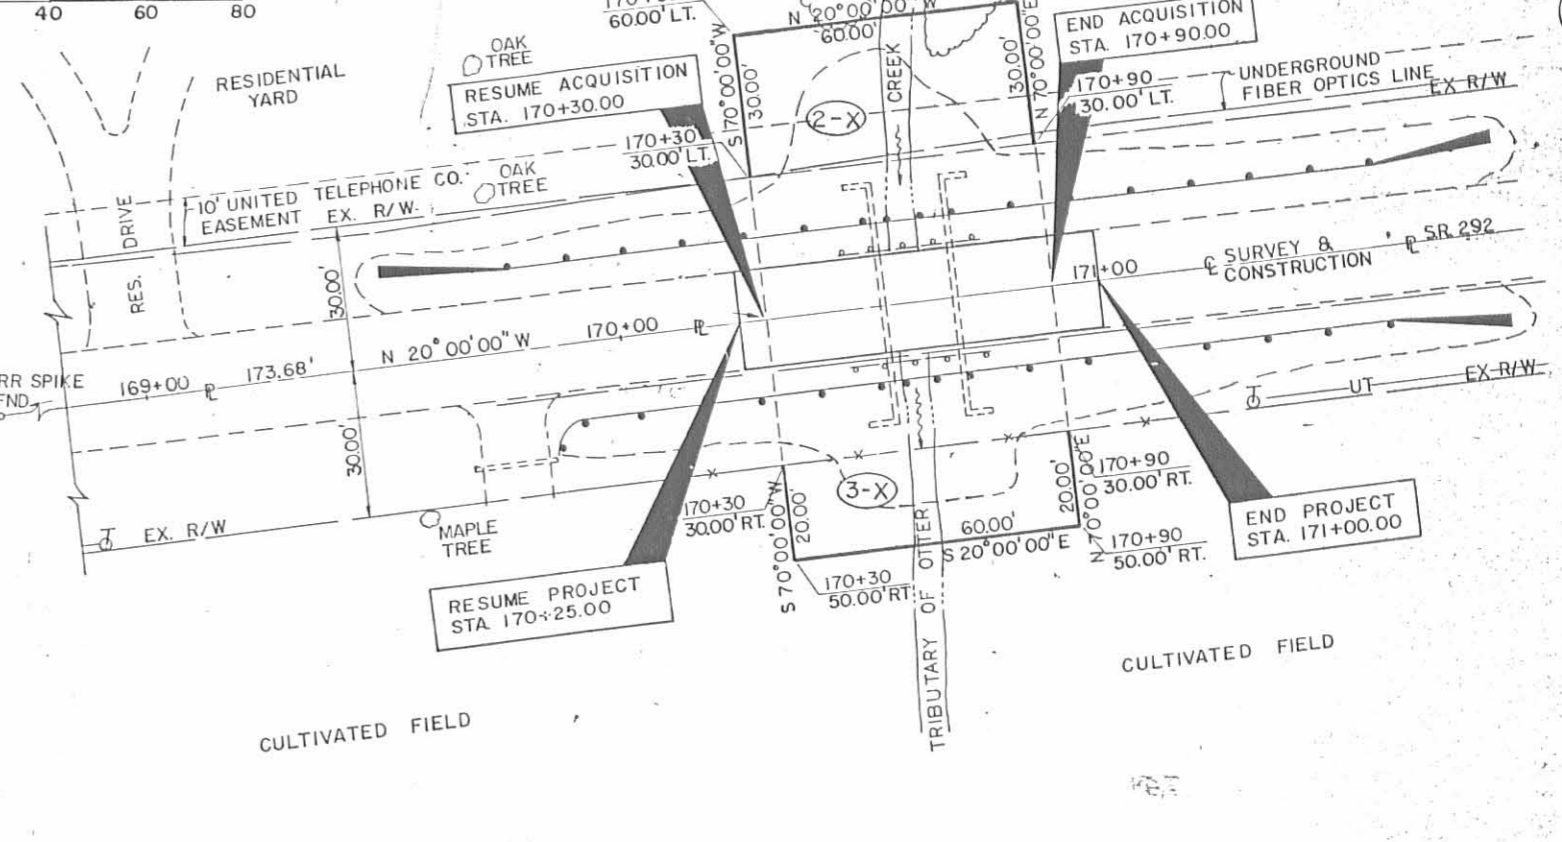 40 60 80
60.00' LT.
N 20°00'00" W
60.00'
END ACQUISITION
STA. 170+90.00
OAK
TREE
RESIDENTIAL
YARD
RESUME ACQUISITION
STA. 170+30.00
S 170°00'00" W
30.00'
2-X
CREEK
30.00'
N 70°00'00"E
170+90
30.00' LT.
UNDERGROUND
FIBER OPTICS LINE
EX R/W
170+30
30.00' LT.
OAK
TREE
10' UNITED TELEPHONE CO.
EASEMENT EX. R/W.
RES. DRIVE
30.00'
171+00
℄ SURVEY &
CONSTRUCTION
℄ S.R. 292
N 20°00'00" W
170+00 ℄
RR SPIKE
FND.
169+00 ℄ 173.68'
30.00'
UT
EX-R/W
3-X
170+30
30.00' RT.
S 70°00'00" W
20.00'
20.00'
N 70°00'00"E
170+90
30.00' RT.
EX. R/W
MAPLE
TREE
60.00'
S 20°00'00" E
170+90
50.00' RT.
END PROJECT
STA. 171+00.00
170+30
50.00' RT.
RESUME PROJECT
STA. 170+25.00
TRIBUTARY OF OTTER
CULTIVATED FIELD
CULTIVATED FIELD